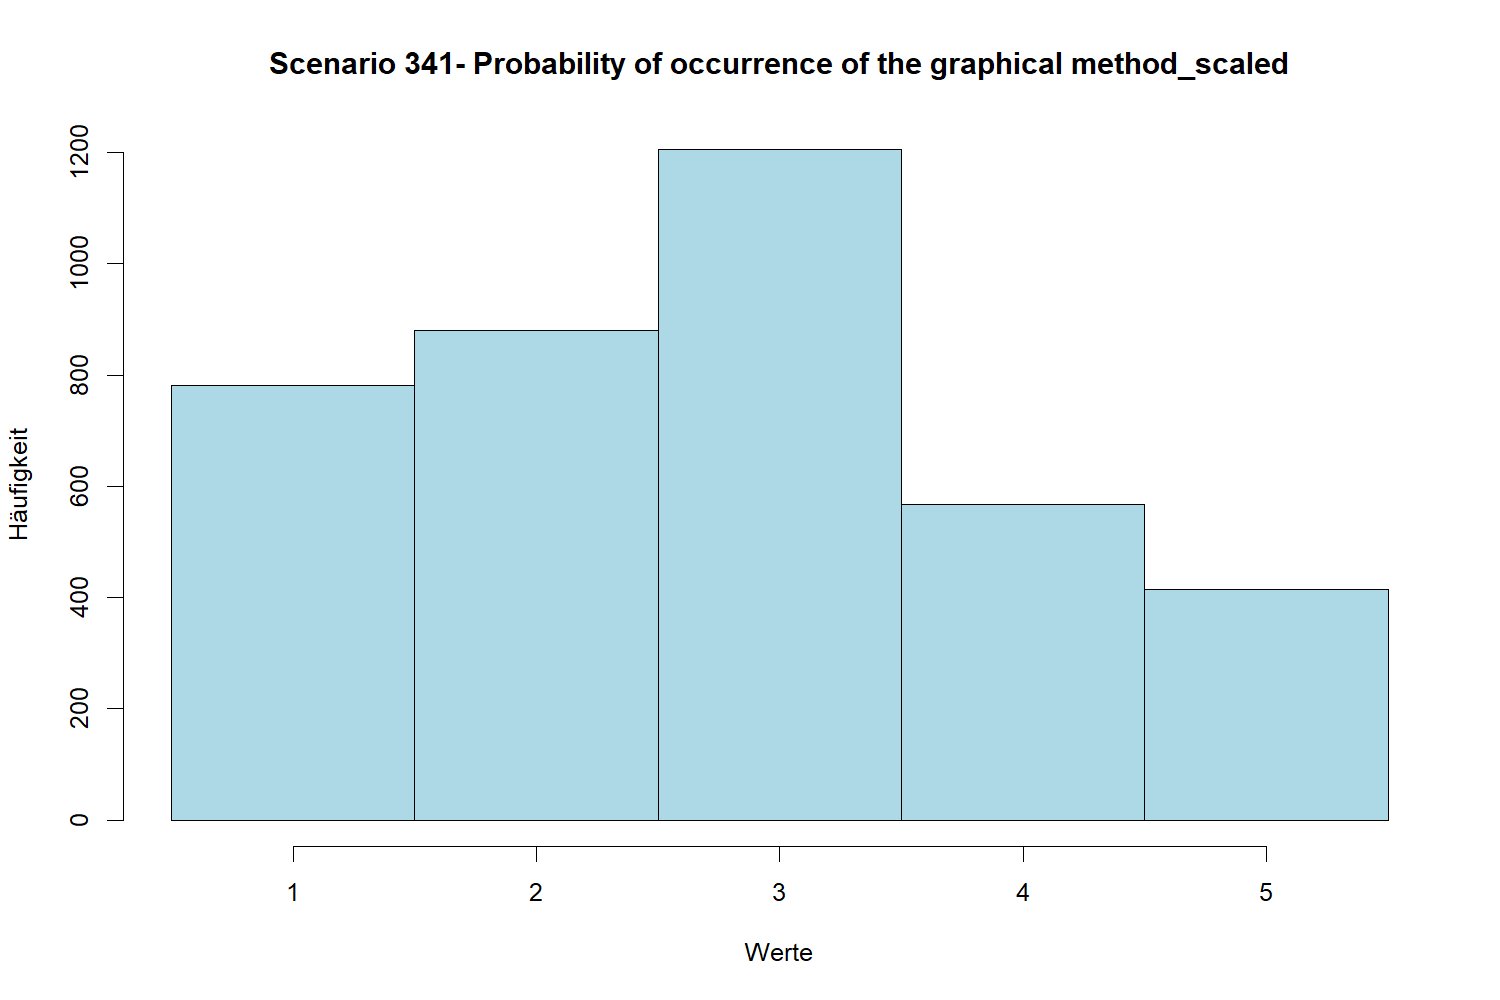 Scenario 341- Probability of occurrence of the graphical method_scaled
1200
1000
800
600
400
200
0
Häufigkeit
1 2 3 4 5
Werte